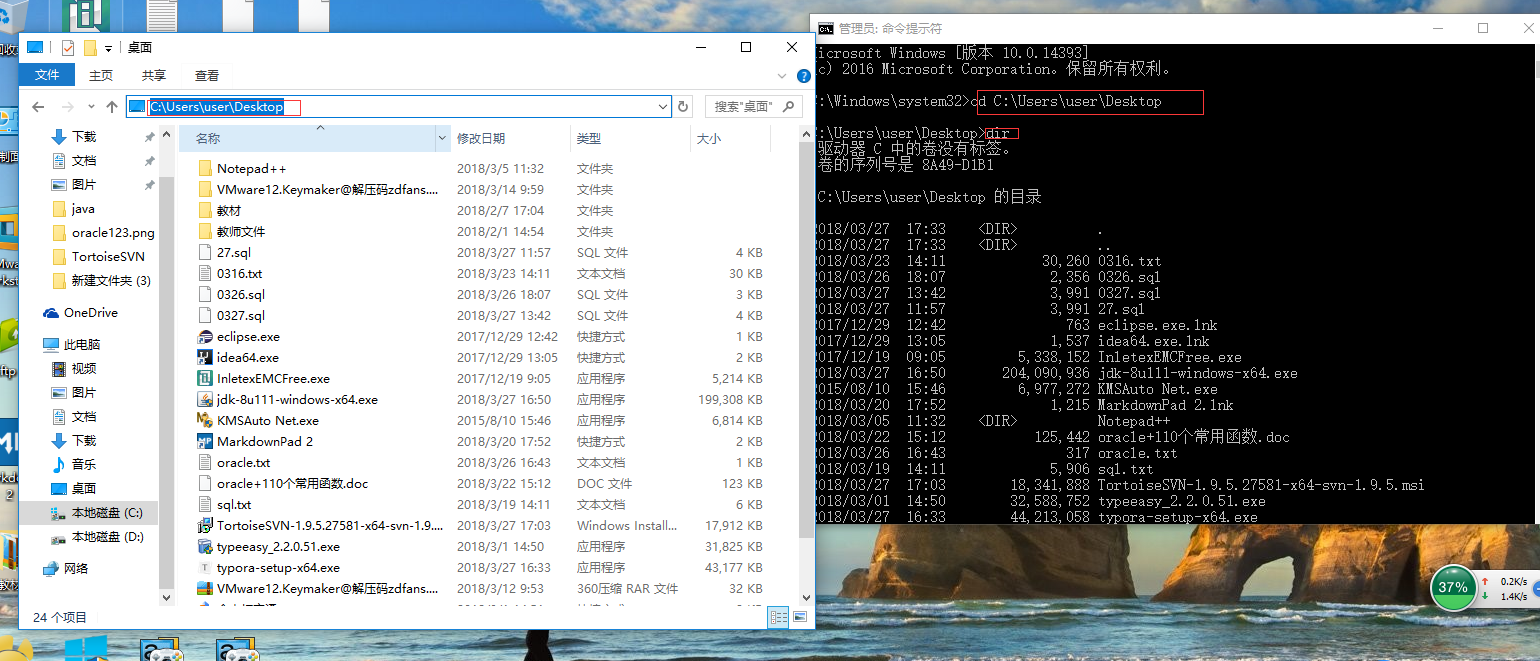 桌面
文件 主页 共享 查看
C:\Users\user\Desktop
搜索"桌面"
名称 修改日期 类型 大小
下载
文档
图片
java
oracle123.png
TortoiseSVN
新建文件夹 (3)
OneDrive
此电脑
视频
图片
文档
下载
音乐
桌面
本地磁盘 (C:)
本地磁盘 (D:)
网络
Notepad++ 2018/3/5 11:32 文件夹
VMware12.Keymaker@解压码zdfans.... 2018/3/14 9:59 文件夹
教材 2018/2/7 17:04 文件夹
教师文件 2018/2/1 14:54 文件夹
27.sql 2018/3/27 11:57 SQL 文件 4 KB
0316.txt 2018/3/23 14:11 文本文档 30 KB
0326.sql 2018/3/26 18:07 SQL 文件 3 KB
0327.sql 2018/3/27 13:42 SQL 文件 4 KB
eclipse.exe 2017/12/29 12:42 快捷方式 1 KB
idea64.exe 2017/12/29 13:05 快捷方式 2 KB
InletexEMCFree.exe 2017/12/19 9:05 应用程序 5,214 KB
jdk-8u111-windows-x64.exe 2018/3/27 16:50 应用程序 199,308 KB
KMSAuto Net.exe 2015/8/10 15:46 应用程序 6,814 KB
MarkdownPad 2 2018/3/20 17:52 快捷方式 2 KB
oracle.txt 2018/3/26 16:43 文本文档 1 KB
oracle+110个常用函数.doc 2018/3/22 15:12 DOC 文件 123 KB
sql.txt 2018/3/19 14:11 文本文档 6 KB
TortoiseSVN-1.9.5.27581-x64-svn-1.9.... 2018/3/27 17:03 Windows Install... 17,912 KB
typeeasy_2.2.0.51.exe 2018/3/1 14:50 应用程序 31,825 KB
typora-setup-x64.exe 2018/3/27 16:33 应用程序 43,177 KB
VMware12.Keymaker@解压码zdfans.... 2018/3/12 9:53 360压缩 RAR 文件 32 KB
24 个项目
管理员: 命令提示符
icrosoft Windows [版本 10.0.14393]
c) 2016 Microsoft Corporation。保留所有权利。
:\Windows\system32>cd C:\Users\user\Desktop
:\Users\user\Desktop>dir
驱动器 C 中的卷没有标签。
卷的序列号是 8A49-D1B1
C:\Users\user\Desktop 的目录
2018/03/27 17:33 <DIR> .
2018/03/27 17:33 <DIR> ..
2018/03/23 14:11 30,260 0316.txt
2018/03/26 18:07 2,356 0326.sql
2018/03/27 13:42 3,991 0327.sql
2018/03/27 11:57 3,991 27.sql
2017/12/29 12:42 763 eclipse.exe.lnk
2017/12/29 13:05 1,537 idea64.exe.lnk
2017/12/19 09:05 5,338,152 InletexEMCFree.exe
2018/03/27 16:50 204,090,936 jdk-8u111-windows-x64.exe
2015/08/10 15:46 6,977,272 KMSAuto Net.exe
2018/03/20 17:52 1,215 MarkdownPad 2.lnk
2018/03/05 11:32 <DIR> Notepad++
2018/03/22 15:12 125,442 oracle+110个常用函数.doc
2018/03/26 16:43 317 oracle.txt
2018/03/19 14:11 5,906 sql.txt
2018/03/27 17:03 18,341,888 TortoiseSVN-1.9.5.27581-x64-svn-1.9.5.msi
2018/03/01 14:50 32,588,752 typeeasy_2.2.0.51.exe
2018/03/27 16:33 44,213,058 typora-setup-x64.exe
37%
0.2K/s
1.4K/s